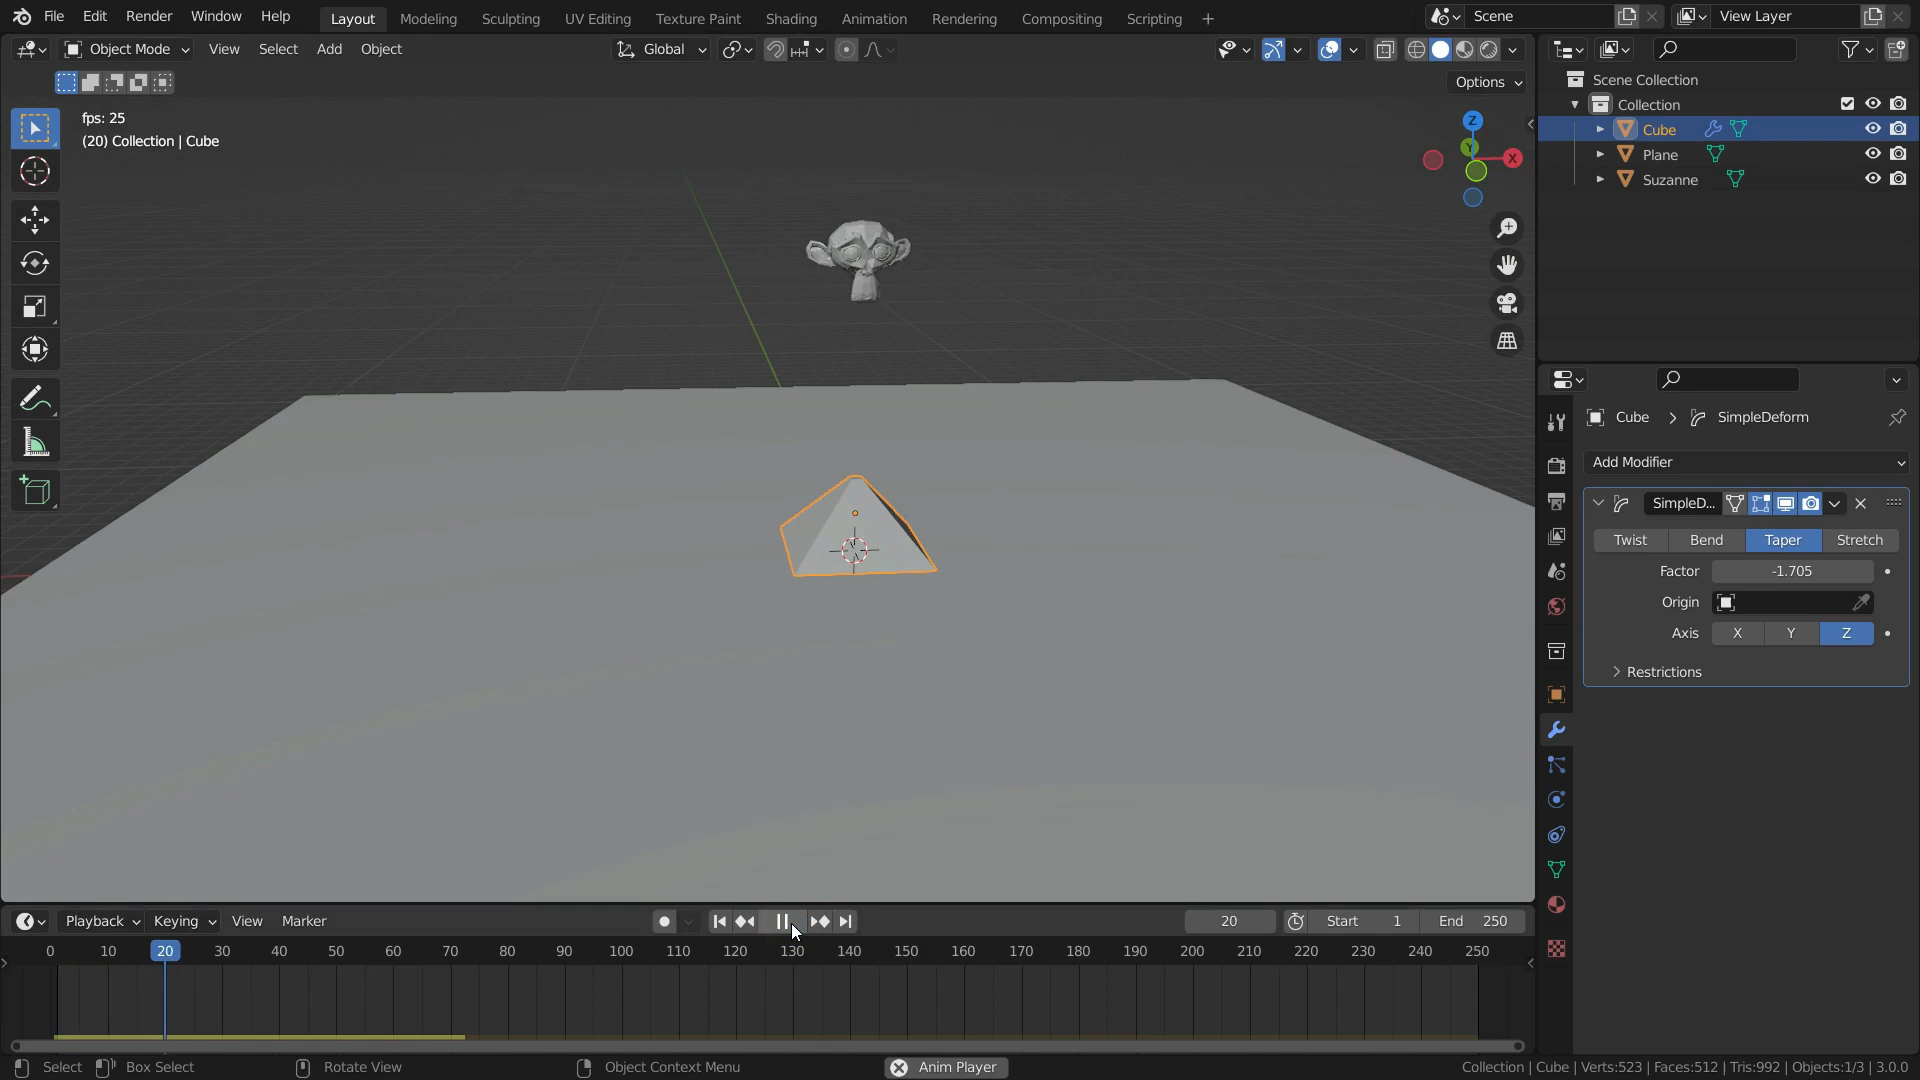 File Edit Render Window Help Layout Modeling Sculpting UV Editing Texture Paint Shading Animation Rendering Compositing Scripting + Scene View Layer
Object Mode View Select Add Object Global
Options
fps: 25
(20) Collection | Cube
Z
Y
X
Scene Collection
Collection
Cube
Plane
Suzanne
Cube > SimpleDeform
Add Modifier
SimpleD...
Twist Bend Taper Stretch
Factor -1.705
Origin
Axis X Y Z
Restrictions
Playback Keying View Marker 20 Start 1 End 250
0 10 20 30 40 50 60 70 80 90 100 110 120 130 140 150 160 170 180 190 200 210 220 230 240 250
Select Box Select Rotate View Object Context Menu Anim Player Collection | Cube | Verts:523 | Faces:512 | Tris:992 | Objects:1/3 | 3.0.0